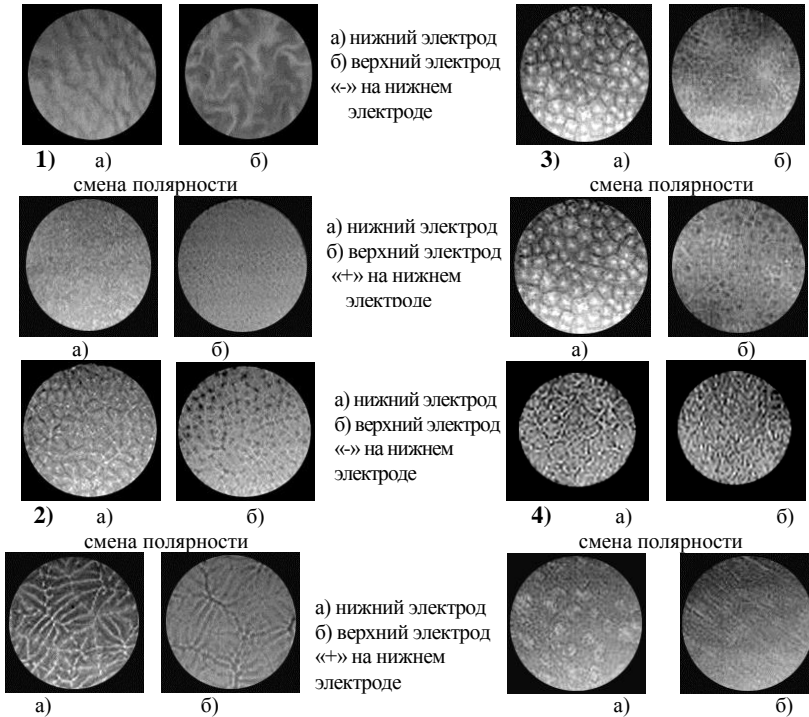 а) нижний электрод
б) верхний электрод
«-» на нижнем
электроде
1) а) б)
3) а) б)
смена полярности
смена полярности
а) нижний электрод
б) верхний электрод
«+» на нижнем
электроде
а) б)
а) б)
а) нижний электрод
б) верхний электрод
«-» на нижнем
электроде
2) а) б)
4) а) б)
смена полярности
смена полярности
а) нижний электрод
б) верхний электрод
«+» на нижнем
электроде
а) б)
а) б)